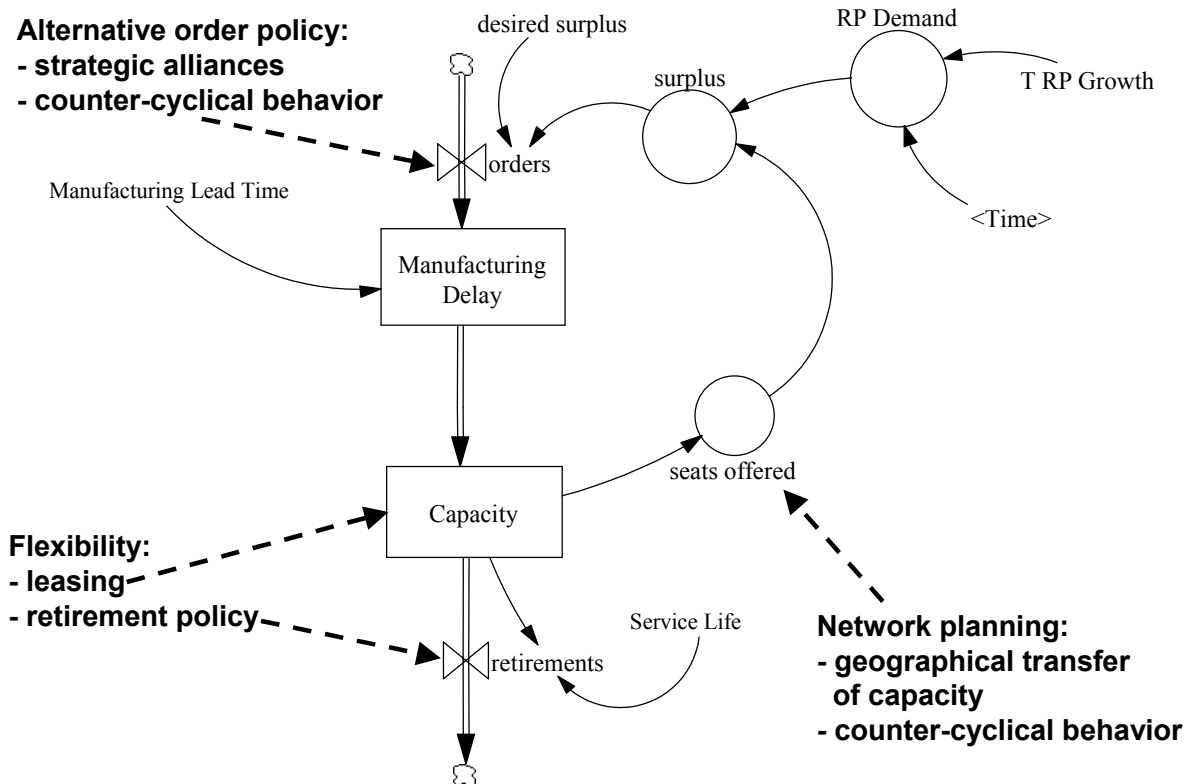 Alternative order policy:
- strategic alliances
- counter-cyclical behavior
desired surplus
RP Demand
T RP Growth
surplus
orders
<Time>
Manufacturing Lead Time
Manufacturing
Delay
seats offered
Capacity
Flexibility:
- leasing
- retirement policy
Service Life
retirements
Network planning:
- geographical transfer
of capacity
- counter-cyclical behavior